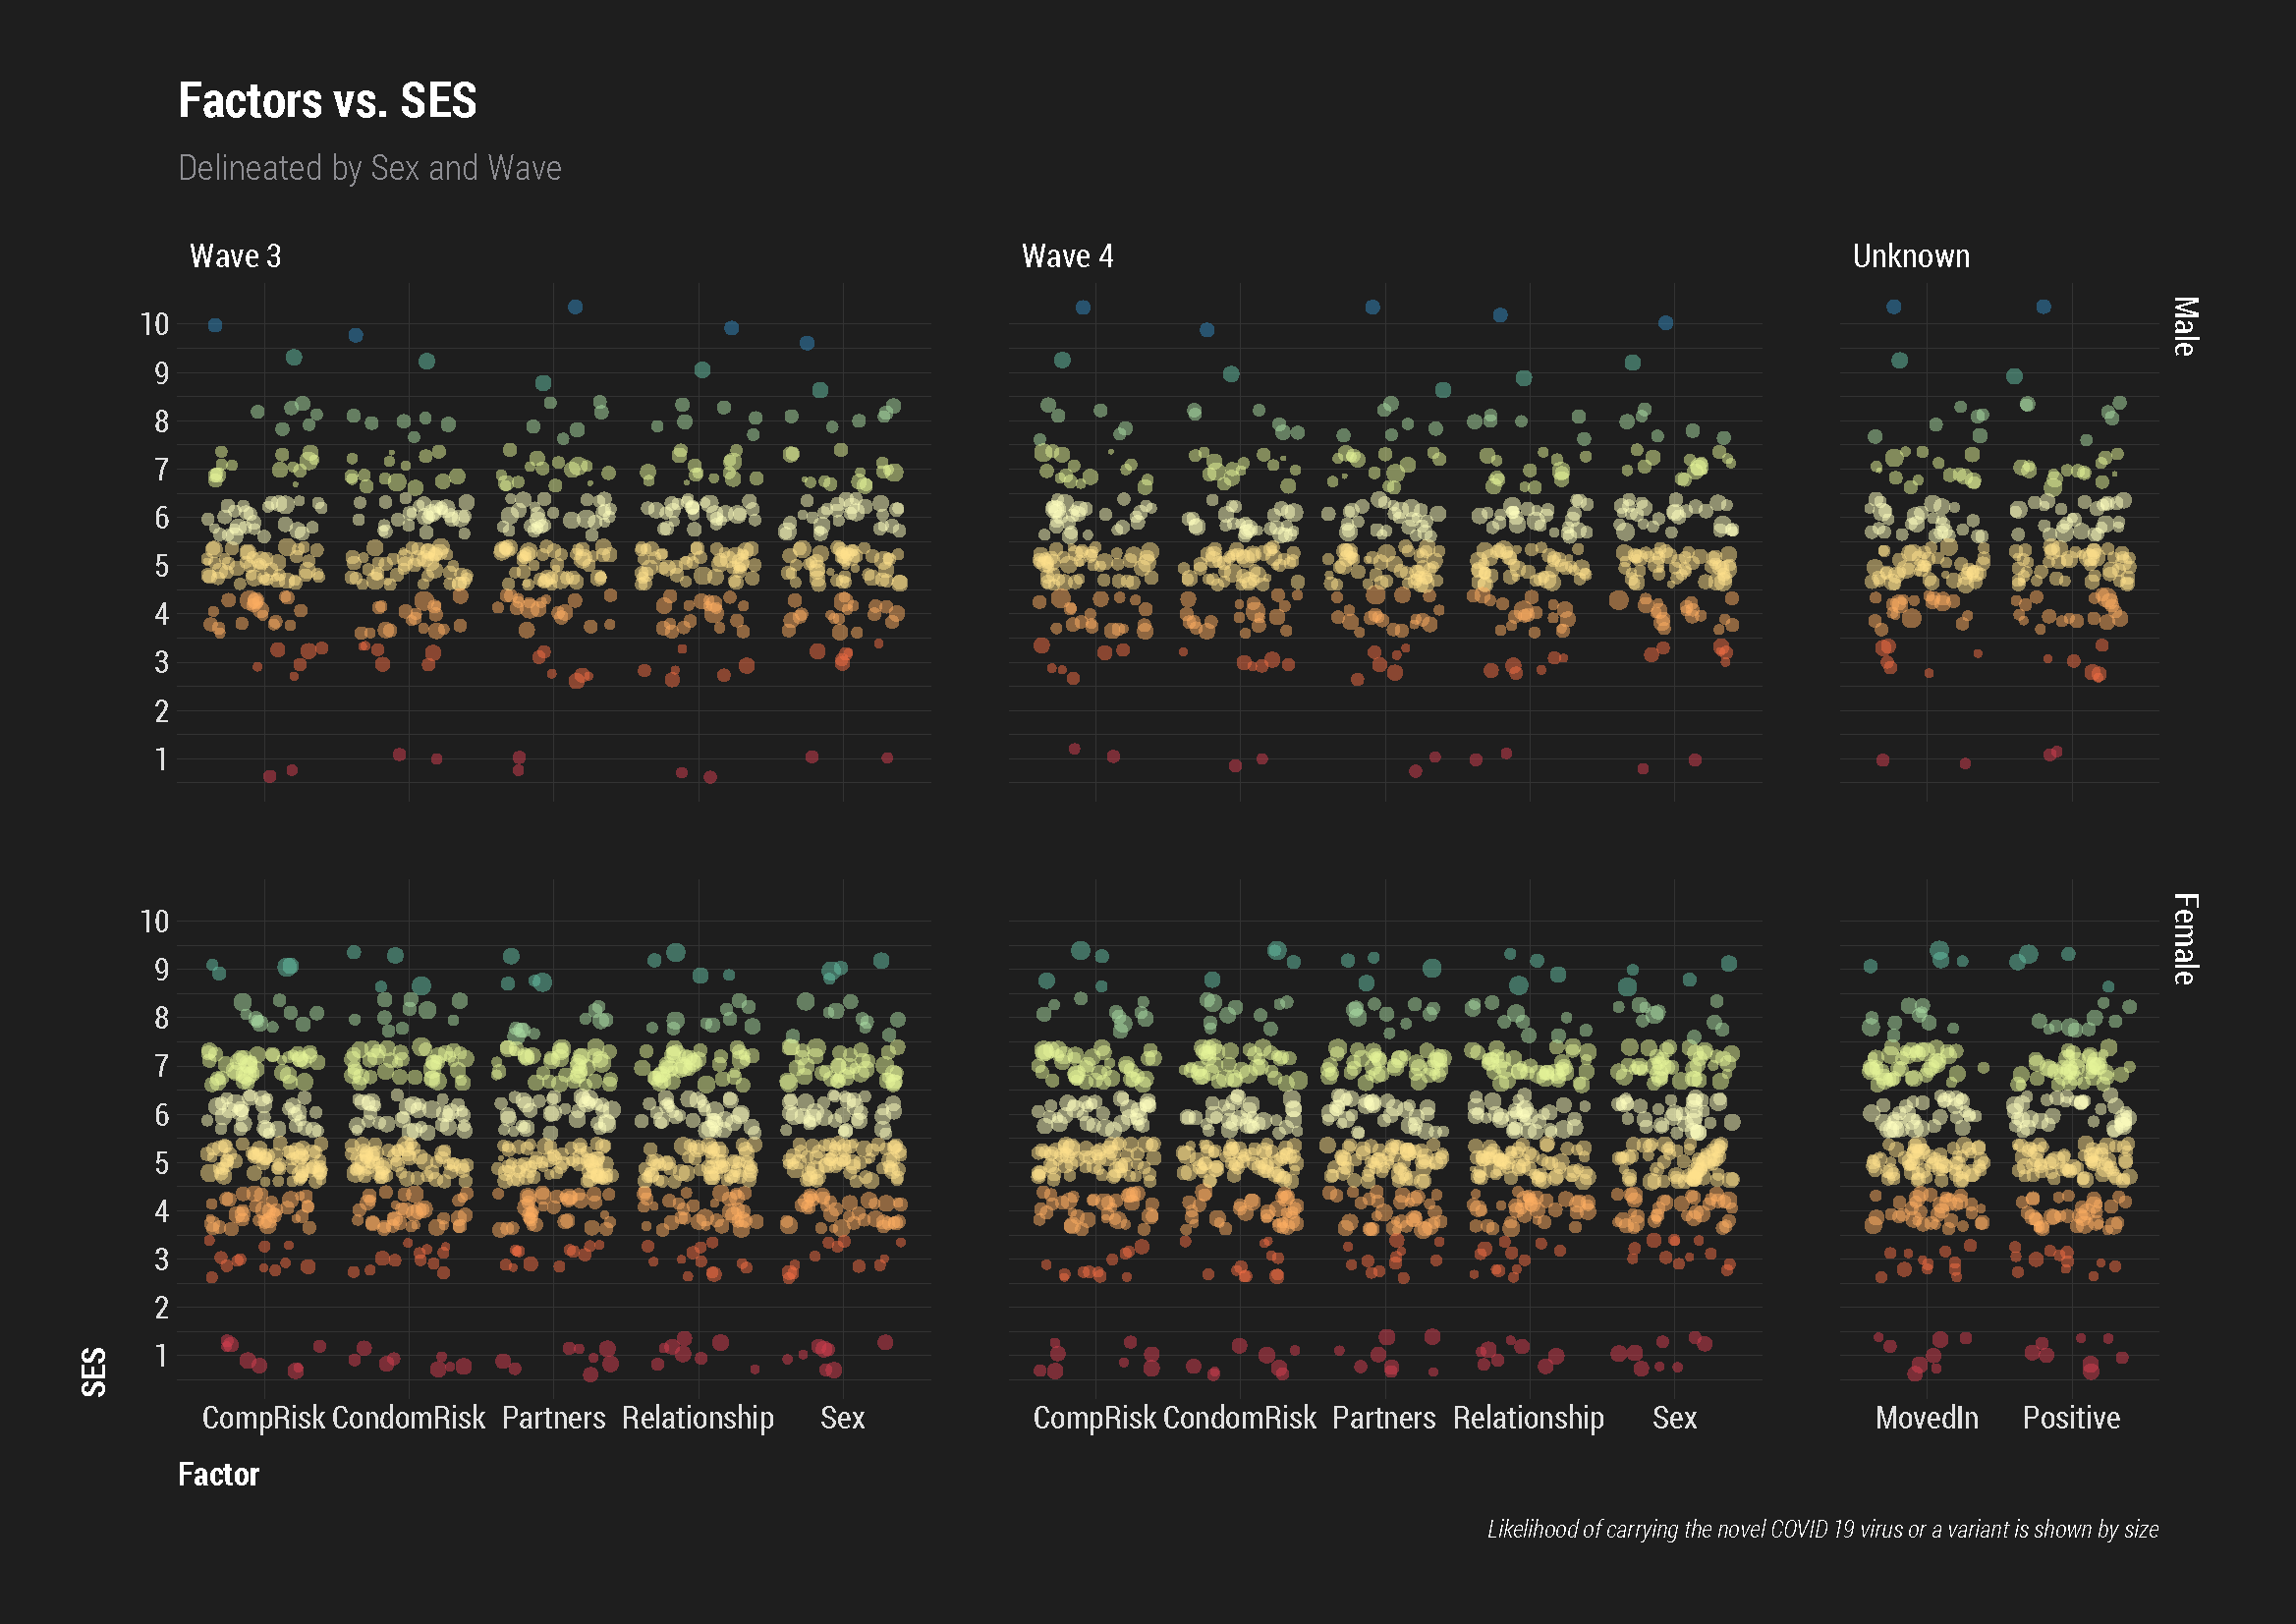 Factors vs. SES
Delineated by Sex and Wave
Wave 3
Wave 4
Unknown
Male
10
9
8
7
6
5
4
3
2
1
Female
10
9
8
7
6
5
4
3
2
1
SES
CompRisk CondomRisk Partners Relationship Sex
CompRisk CondomRisk Partners Relationship Sex
MovedIn Positive
Factor
Likelihood of carrying the novel COVID 19 virus or a variant is shown by size